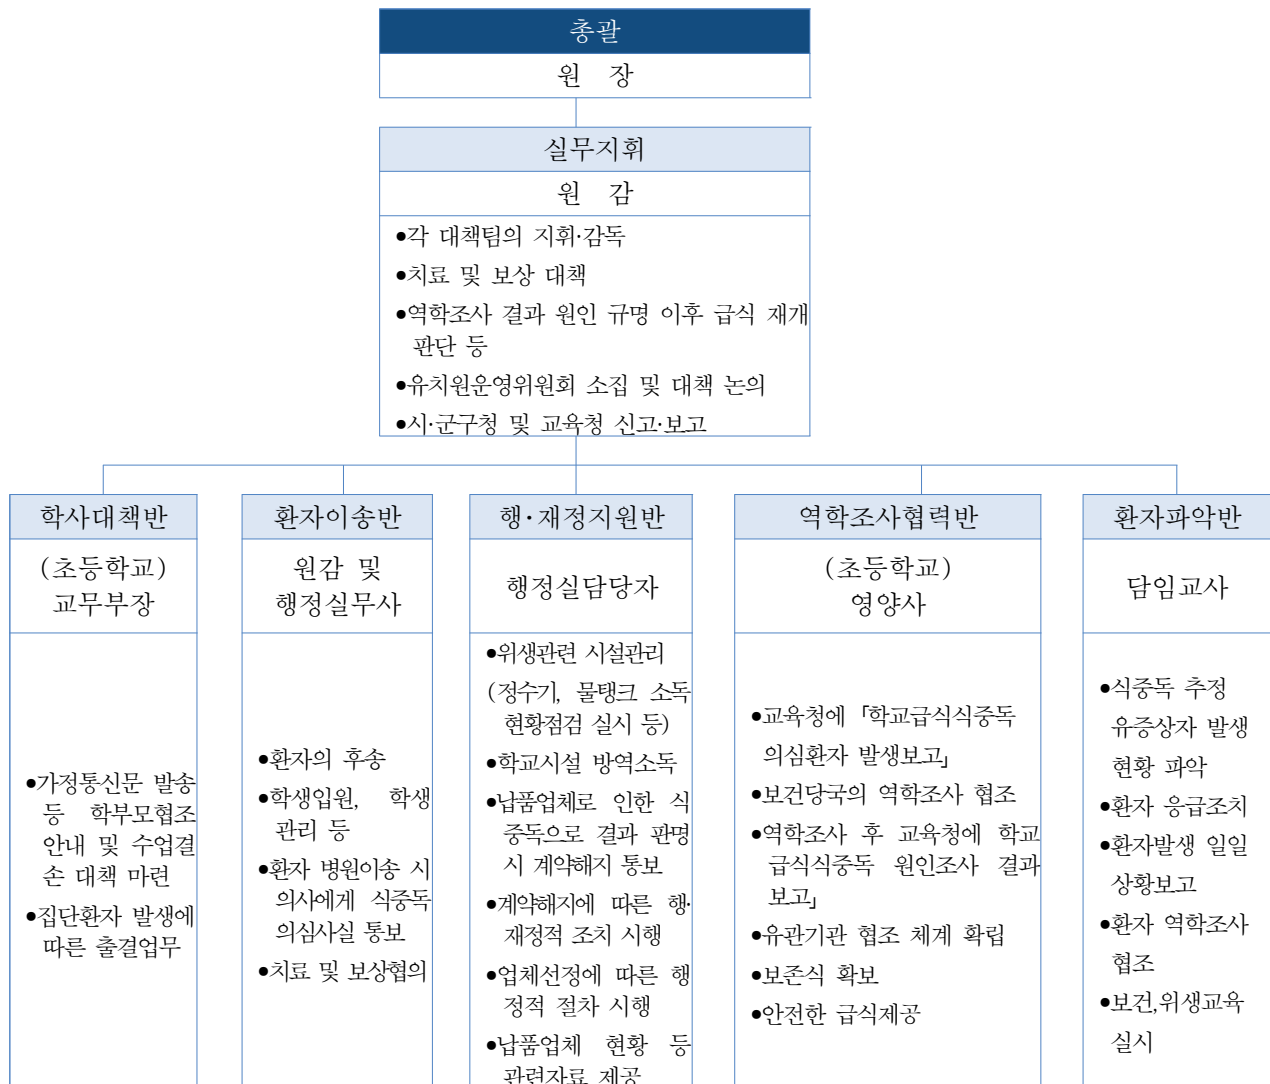 총괄
원 장
실무지휘
원 감
●각 대책팀의 지휘·감독
●치료 및 보상 대책
●역학조사 결과 원인 규명 이후 급식 재개
판단 등
●유치원운영위원회 소집 및 대책 논의
●시·군구청 및 교육청 신고·보고
학사대책반
(초등학교)
교무부장
●가정통신문 발송
등 학부모협조
안내 및 수업결
손 대책 마련
●집단환자 발생에
따른 출결업무
환자이송반
원감 및
행정실무사
●환자의 후송
●학생입원, 학생
관리 등
●환자 병원이송 시
의사에게 식중독
의심사실 통보
●치료 및 보상협의
행·재정지원반
행정실담당자
●위생관련 시설관리
(정수기, 물탱크 소독
현황점검 실시 등)
●학교시설 방역소독
●납품업체로 인한 식
중독으로 결과 판명
시 계약해지 통보
●계약해지에 따른 행·
재정적 조치 시행
●업체선정에 따른 행
정적 절차 시행
●납품업체 현황 등
관련자료 제공
역학조사협력반
(초등학교)
영양사
●교육청에 「학교급식식중독
의심환자 발생보고」
●보건당국의 역학조사 협조
●역학조사 후 교육청에 학교
급식식중독 원인조사 결과
보고」
●유관기관 협조 체계 확립
●보존식 확보
●안전한 급식제공
환자파악반
담임교사
●식중독 추정
유증상자 발생
현황 파악
●환자 응급조치
●환자발생 일일
상황보고
●환자 역학조사
협조
●보건,위생교육
실시